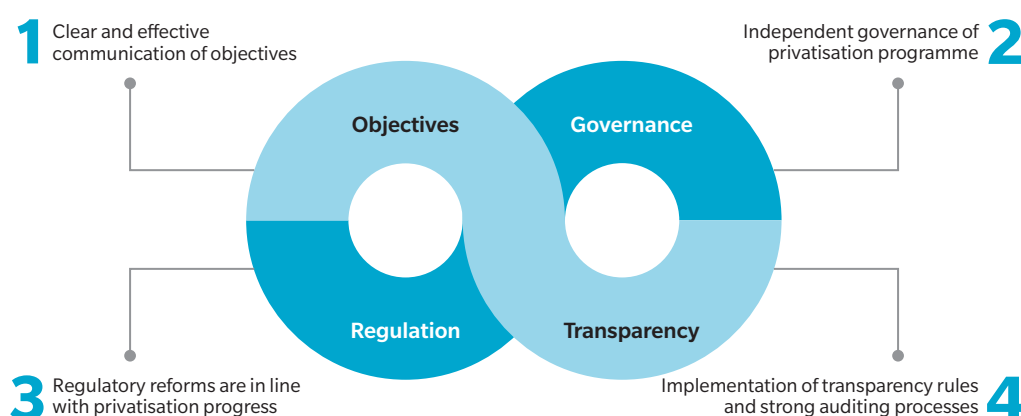 1
Clear and effective
communication of objectives
Independent governance of
privatisation programme
2
Objectives
Governance
Regulation
Transparency
3
Regulatory reforms are in line
with privatisation progress
Implementation of transparency rules
and strong auditing processes
4